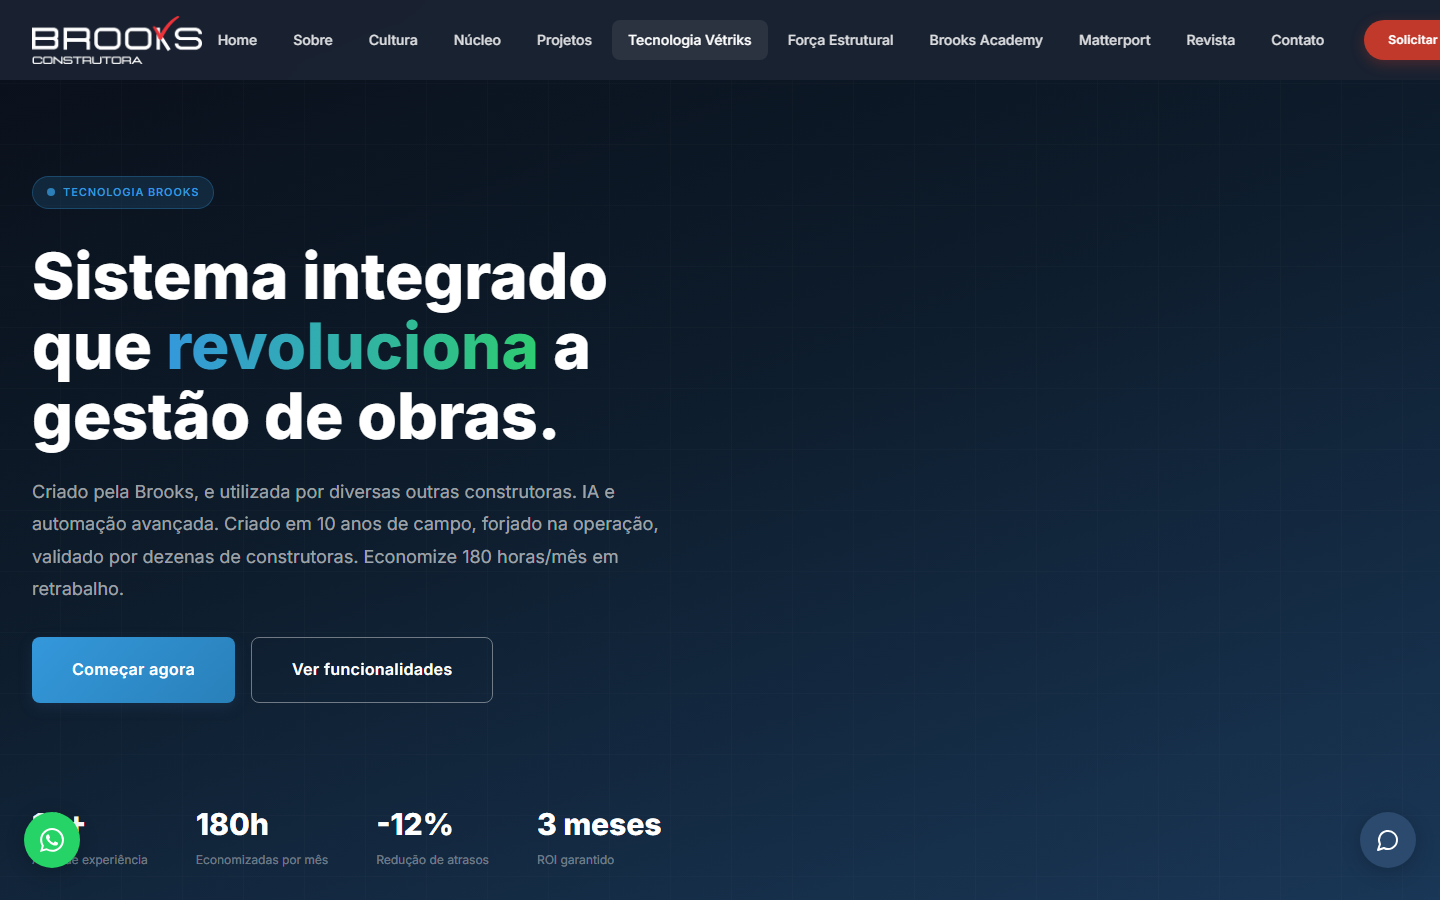 BROOKS
CONSTRUTORA
Home
Sobre
Cultura
Núcleo
Projetos
Tecnologia Vétriks
Força Estrutural
Brooks Academy
Matterport
Revista
Contato
Solicitar
TECNOLOGIA BROOKS
Sistema integrado
que revoluciona a
gestão de obras.
Criado pela Brooks, e utilizada por diversas outras construtoras. IA e
automação avançada. Criado em 10 anos de campo, forjado na operação,
validado por dezenas de construtoras. Economize 180 horas/mês em
retrabalho.
Começar agora
Ver funcionalidades
180h
-12%
3 meses
experiência
Economizadas por mês
Redução de atrasos
ROI garantido